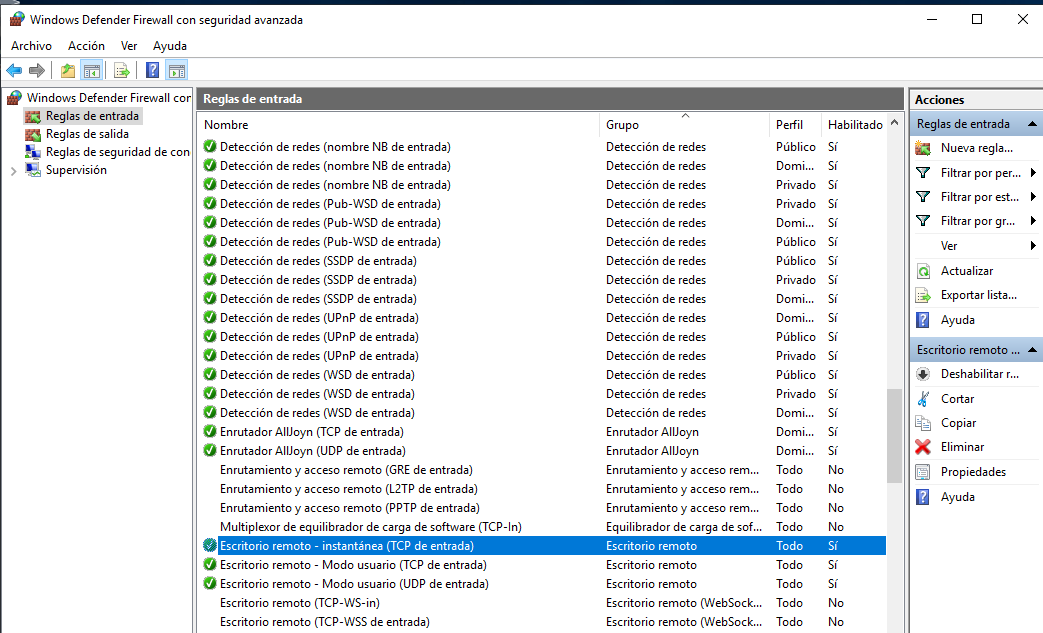 Windows Defender Firewall con seguridad avanzada
Archivo Acción Ver Ayuda
Windows Defender Firewall con
Reglas de entrada
Reglas de salida
Reglas de seguridad de con
Supervisión
Reglas de entrada
Nombre Grupo Perfil Habilitado
Detección de redes (nombre NB de entrada) Detección de redes Público Sí
Detección de redes (nombre NB de entrada) Detección de redes Domi... Sí
Detección de redes (nombre NB de entrada) Detección de redes Privado Sí
Detección de redes (Pub-WSD de entrada) Detección de redes Privado Sí
Detección de redes (Pub-WSD de entrada) Detección de redes Domi... Sí
Detección de redes (Pub-WSD de entrada) Detección de redes Público Sí
Detección de redes (SSDP de entrada) Detección de redes Público Sí
Detección de redes (SSDP de entrada) Detección de redes Privado Sí
Detección de redes (SSDP de entrada) Detección de redes Domi... Sí
Detección de redes (UPnP de entrada) Detección de redes Domi... Sí
Detección de redes (UPnP de entrada) Detección de redes Público Sí
Detección de redes (UPnP de entrada) Detección de redes Privado Sí
Detección de redes (WSD de entrada) Detección de redes Público Sí
Detección de redes (WSD de entrada) Detección de redes Privado Sí
Detección de redes (WSD de entrada) Detección de redes Domi... Sí
Enrutador AllJoyn (TCP de entrada) Enrutador AllJoyn Domi... Sí
Enrutador AllJoyn (UDP de entrada) Enrutador AllJoyn Domi... Sí
Enrutamiento y acceso remoto (GRE de entrada) Enrutamiento y acceso rem... Todo No
Enrutamiento y acceso remoto (L2TP de entrada) Enrutamiento y acceso rem... Todo No
Enrutamiento y acceso remoto (PPTP de entrada) Enrutamiento y acceso rem... Todo No
Multiplexor de equilibrador de carga de software (TCP-In) Equilibrador de carga de sof... Todo No
Escritorio remoto - instantánea (TCP de entrada) Escritorio remoto Todo Sí
Escritorio remoto - Modo usuario (TCP de entrada) Escritorio remoto Todo Sí
Escritorio remoto - Modo usuario (UDP de entrada) Escritorio remoto Todo Sí
Escritorio remoto (TCP-WS-in) Escritorio remoto (WebSock... Todo No
Escritorio remoto (TCP-WSS de entrada) Escritorio remoto (WebSock... Todo No
Acciones
Reglas de entrada
Nueva regla...
Filtrar por per...
Filtrar por est...
Filtrar por gr...
Ver
Actualizar
Exportar lista...
Ayuda
Escritorio remoto ...
Deshabilitar r...
Cortar
Copiar
Eliminar
Propiedades
Ayuda